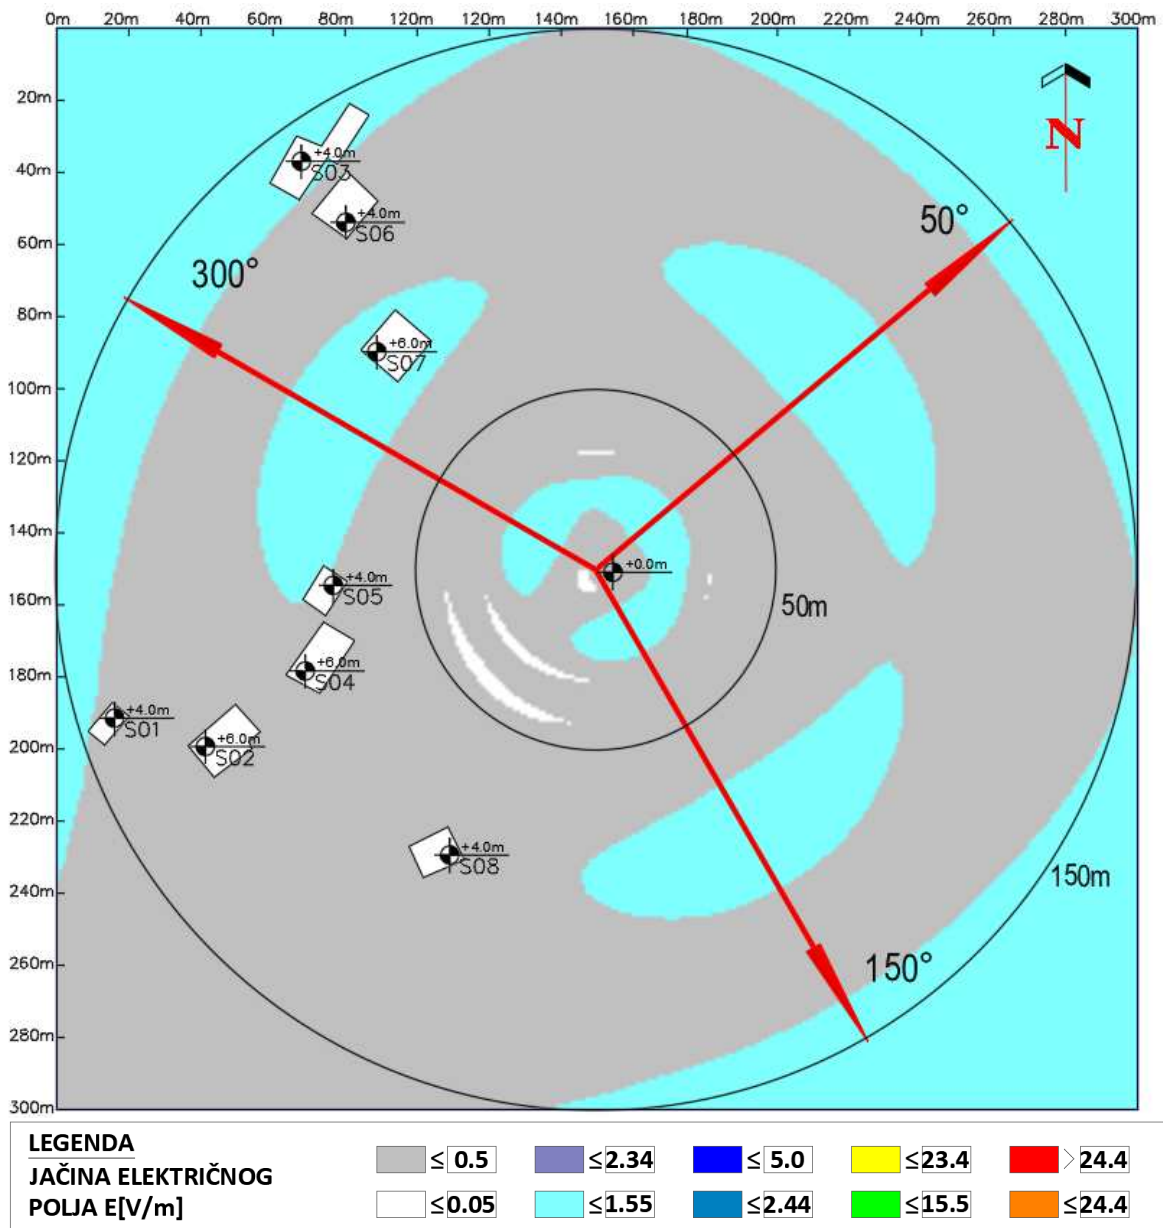 0m 20m 40m 60m 80m 120m 120m 140m 160m 180m 200m 220m 240m 260m 280m 300m
20m
N
+4.0m
S03
40m
+4.0m
S06
50°
60m
300°
80m
+6.0m
S07
100m
120m
140m
+0.0m
+4.0m
S05
160m
50m
+6.0m
S04
180m
+4.0m
S01
+6.0m
S02
200m
220m
+4.0m
S08
150m
240m
260m
150°
280m
300m
LEGENDA
JAČINA ELEKTRIČNOG
POLJA E[V/m]
≤ 0.5 ≤2.34 ≤ 5.0 ≤23.4 >24.4
≤0.05 ≤1.55 ≤2.44 ≤15.5 ≤24.4